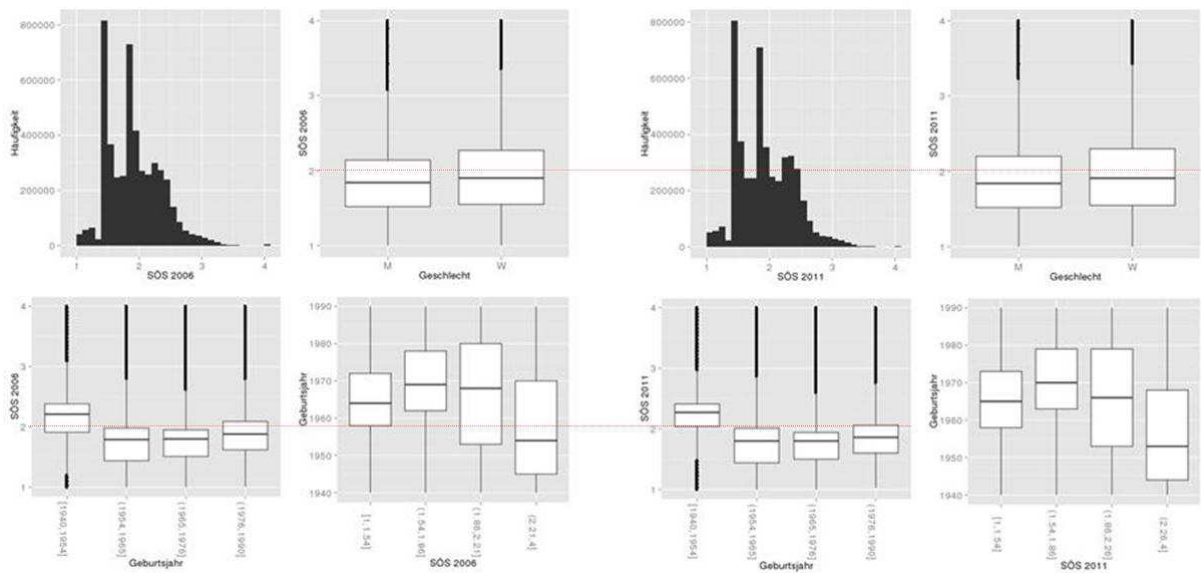 800000
600000
400000
200000
0
Häufigkeit
1 2 3 4
SÖS 2006
4
3
2
1
SÖS 2006
M W
Geschlecht
800000
600000
400000
200000
0
Häufigkeit
1 2 3 4
SÖS 2011
4
3
2
1
SÖS 2011
M W
Geschlecht
4
3
2
1
SÖS 2006
[1940,1954] (1954,1965] (1965,1976] (1976,1990]
Geburtsjahr
1990
1980
1970
1960
1950
1940
Geburtsjahr
[1,1.54] (1.54,1.86] (1.86,2.21] (2.21,4]
SÖS 2006
4
3
2
1
SÖS 2011
[1940,1954] (1954,1965] (1965,1976] (1976,1990]
Geburtsjahr
1990
1980
1970
1960
1950
1940
Geburtsjahr
[1,1.54] (1.54,1.86] (1.86,2.26] (2.26,4]
SÖS 2011